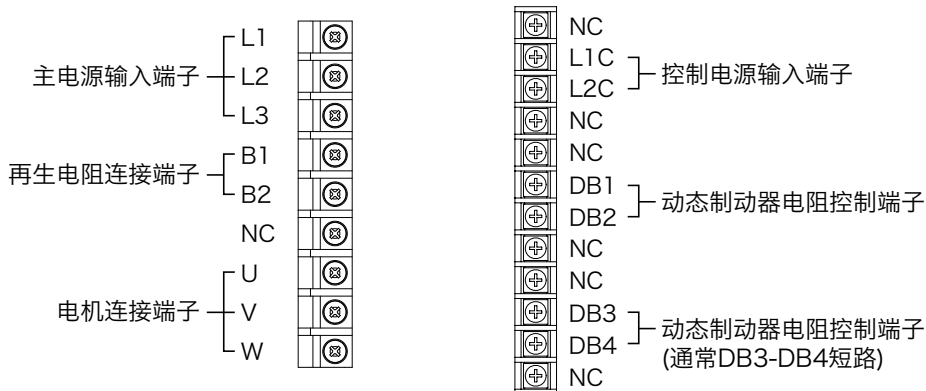 主电源输入端子
L1
L2
L3
再生电阻连接端子
B1
B2
NC
电机连接端子
U
V
W
NC
L1C
L2C
控制电源输入端子
NC
NC
DB1
DB2
动态制动器电阻控制端子
NC
NC
DB3
DB4
动态制动器电阻控制端子
(通常DB3-DB4短路)
NC